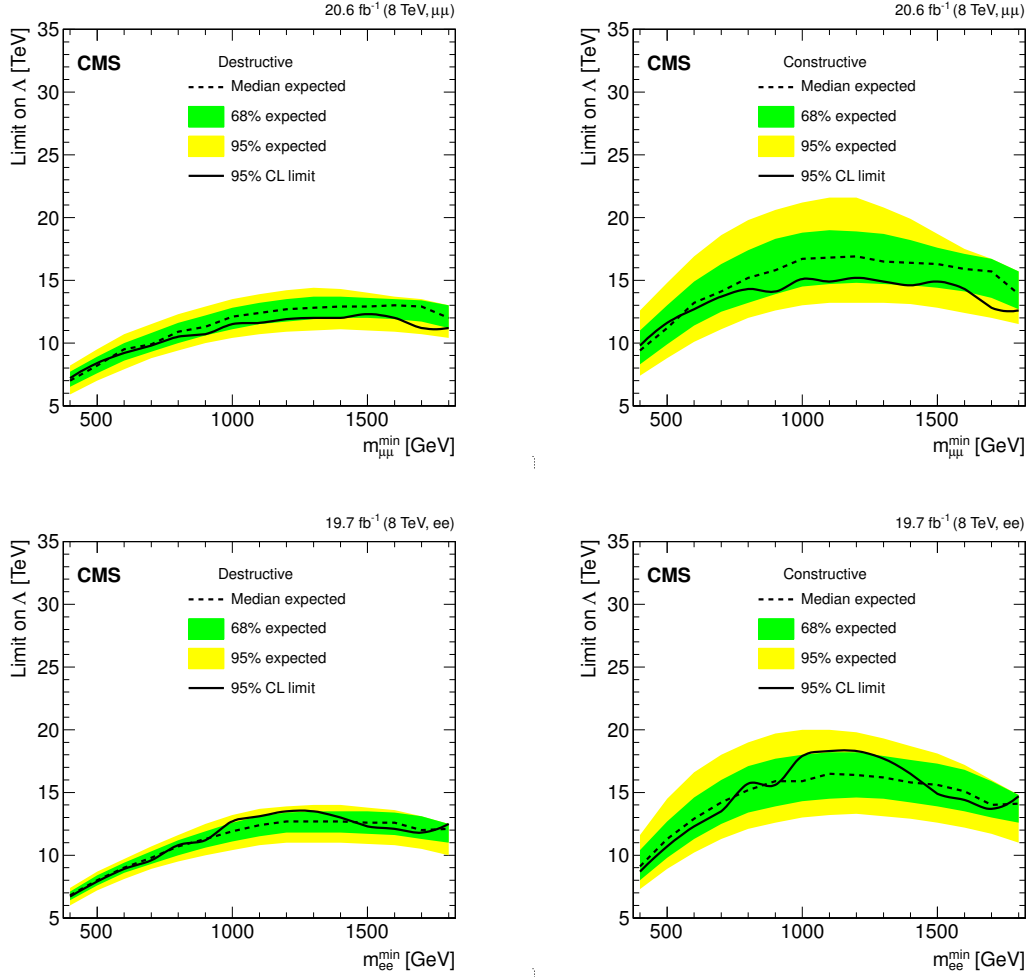 20.6 fb⁻¹ (8 TeV, μμ)
Limit on Λ [TeV]
CMS
Destructive
Median expected
68% expected
95% expected
95% CL limit
35
30
25
20
15
10
5
500 1000 1500
m_μμ^min [GeV]
20.6 fb⁻¹ (8 TeV, μμ)
Limit on Λ [TeV]
CMS
Constructive
Median expected
68% expected
95% expected
95% CL limit
35
30
25
20
15
10
5
500 1000 1500
m_μμ^min [GeV]
19.7 fb⁻¹ (8 TeV, ee)
Limit on Λ [TeV]
CMS
Destructive
Median expected
68% expected
95% expected
95% CL limit
35
30
25
20
15
10
5
500 1000 1500
m_ee^min [GeV]
19.7 fb⁻¹ (8 TeV, ee)
Limit on Λ [TeV]
CMS
Constructive
Median expected
68% expected
95% expected
95% CL limit
35
30
25
20
15
10
5
500 1000 1500
m_ee^min [GeV]